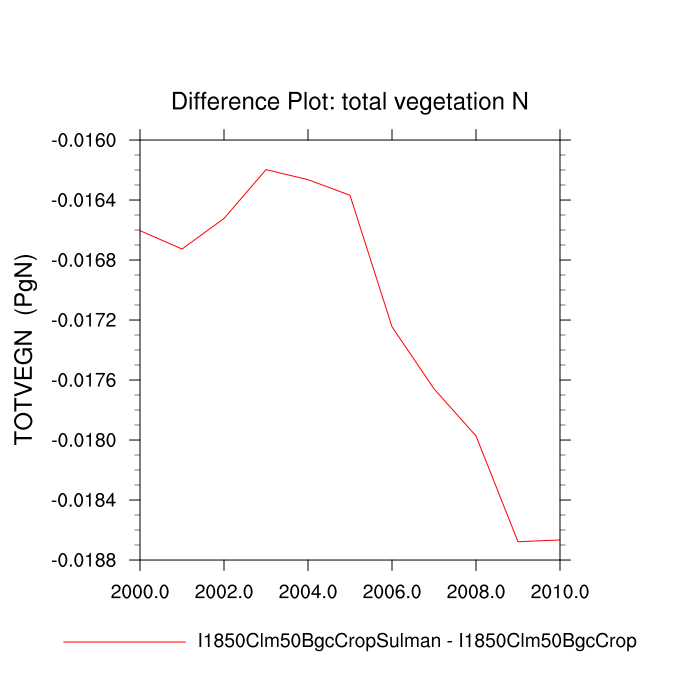 Difference Plot: total vegetation N
-0.0160
-0.0164
-0.0168
-0.0172
-0.0176
-0.0180
-0.0184
-0.0188
TOTVEGN (PgN)
2000.0 2002.0 2004.0 2006.0 2008.0 2010.0
I1850Clm50BgcCropSulman - I1850Clm50BgcCrop